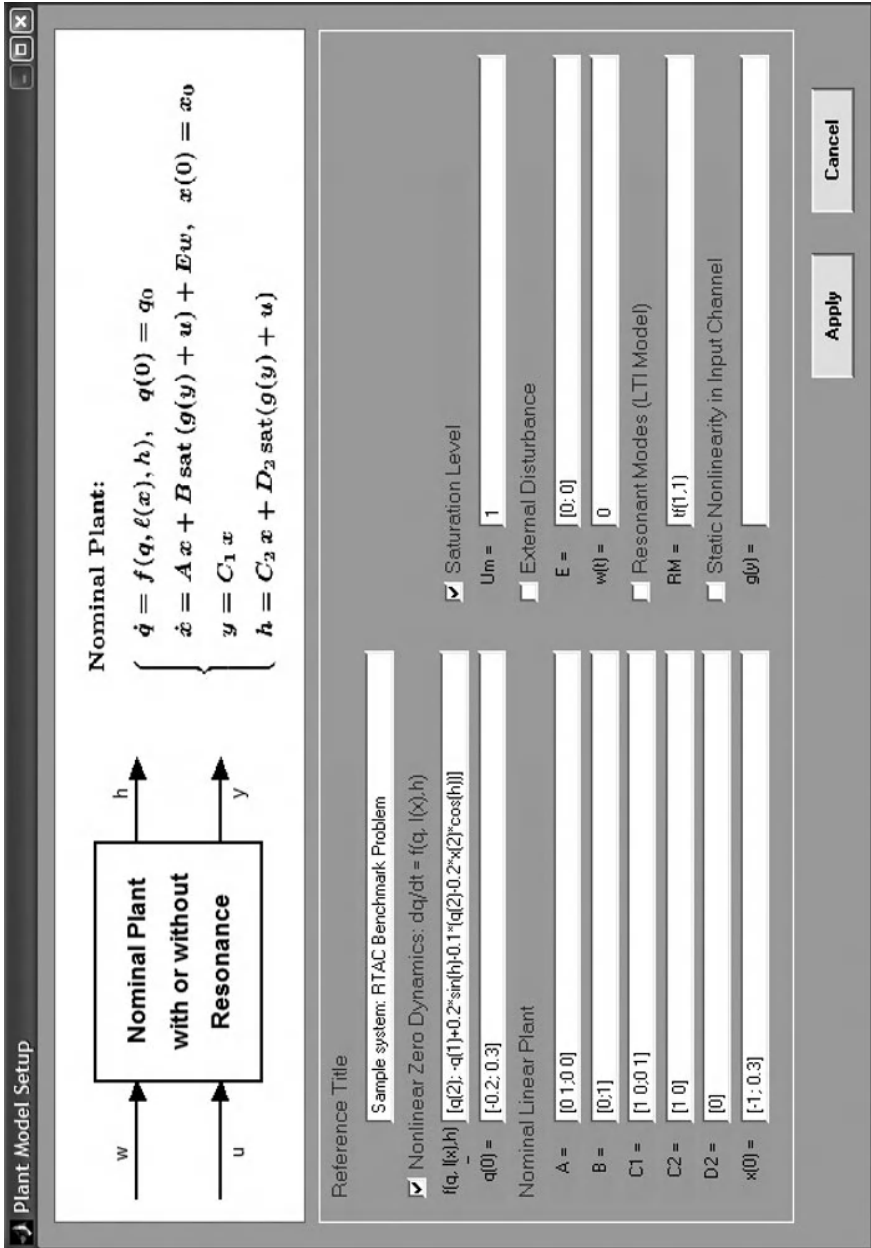 Plant Model Setup
w
u
Nominal Plant
with or without
Resonance
h
y
Nominal Plant:
q̇ = f(q, ℓ(x), h), q(0) = q₀
ẋ = A x + B sat (g(y) + u) + E w, x(0) = x₀
y = C₁ x
h = C₂ x + D₂ sat(g(y) + u)
Reference Title
Sample system: RTAC Benchmark Problem
Nonlinear Zero Dynamics: dq/dt = f(q, l(x),h)
f(q, l(x),h) = [q(2); -q(1)+0.2*sin(h)-0.1*(q(2)-0.2*x(2)*cos(h))]
q(0) = [-0.2; 0.3]
Nominal Linear Plant
A = [0 1;0 0]
B = [0;1]
C1 = [1 0;0 1]
C2 = [1 0]
D2 = [0]
x(0) = [-1; 0.3]
Saturation Level
Um = 1
External Disturbance
E = [0; 0]
w(t) = 0
Resonant Modes (LTI Model)
RM = tf(1,1)
Static Nonlinearity in Input Channel
g(y) =
Apply
Cancel